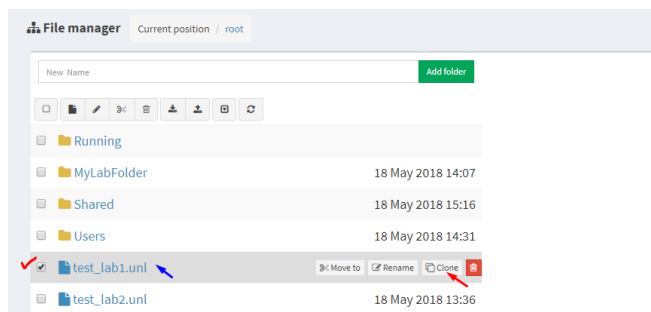 File manager Current position / root
New Name Add folder
Running
MyLabFolder 18 May 2018 14:07
Shared 18 May 2018 15:16
Users 18 May 2018 14:31
test_lab1.unl Move to Rename Clone
test_lab2.unl 18 May 2018 13:36